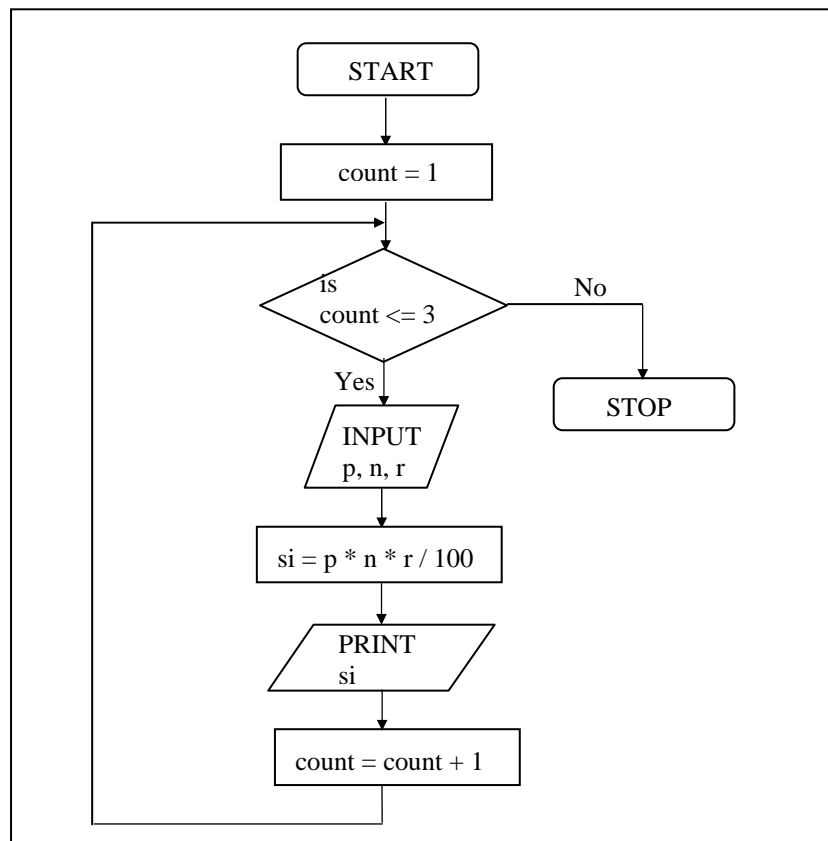 START
count = 1
is
count <= 3
No
Yes
STOP
INPUT
p, n, r
si = p * n * r / 100
PRINT
si
count = count + 1